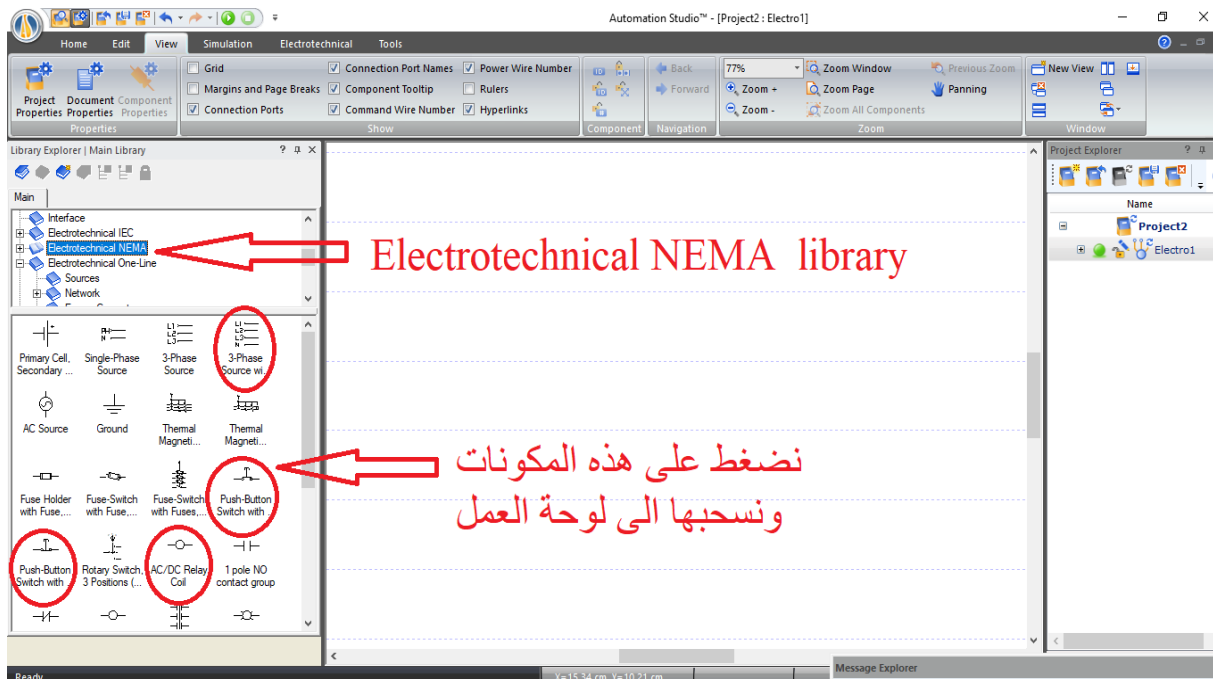 Automation Studio™ - [Project2 : Electro1]
Home Edit View Simulation Electrotechnical Tools
Project Properties
Document Properties
Component Properties
Properties
Grid
Margins and Page Breaks
Connection Ports
Connection Port Names
Component Tooltip
Command Wire Number
Power Wire Number
Rulers
Hyperlinks
Show
Component
Back
Forward
Navigation
77%
Zoom +
Zoom -
Zoom Window
Zoom Page
Zoom All Components
Previous Zoom
Panning
Zoom
New View
Window
Library Explorer | Main Library
Main
Interface
Electrotechnical IEC
Electrotechnical NEMA
Electrotechnical One-Line
Sources
Network
Electrotechnical NEMA library
Primary Cell,
Secondary ...
Single-Phase
Source
3-Phase
Source
3-Phase
Source wi...
AC Source
Ground
Thermal
Magneti...
Thermal
Magneti...
Fuse Holder
with Fuse,...
Fuse-Switch
with Fuse,...
Fuse-Switch
with Fuses,...
Push-Button
Switch with ...
Push-Button
Switch with ...
Rotary Switch,
3 Positions (...
AC/DC Relay
Coil
1 pole NO
contact group
نضغط على هذه المكونات
ونسحبها الى لوحة العمل
Project Explorer
Name
Project2
Electro1
Message Explorer
Ready
X=15.34 cm, Y=10.21 cm